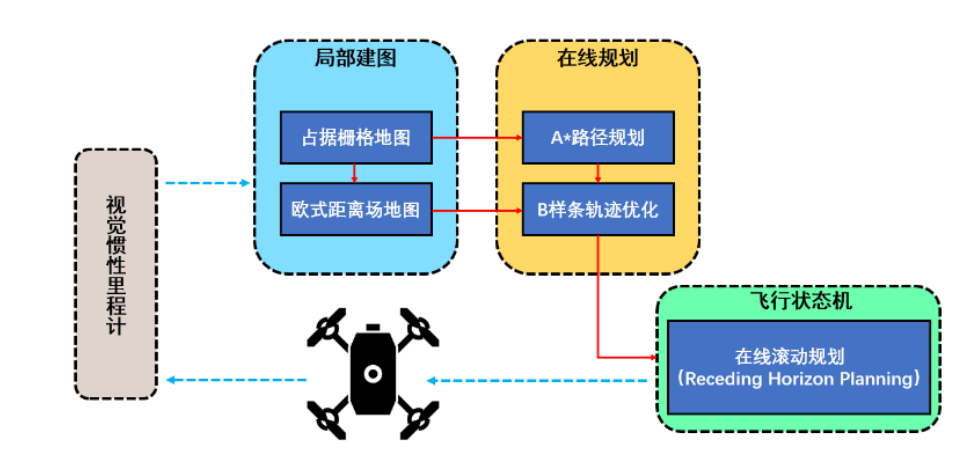 局部建图
在线规划
占据栅格地图
A*路径规划
欧式距离场地图
B样条轨迹优化
视觉惯性里程计
飞行状态机
在线滚动规划
（Receding Horizon Planning）